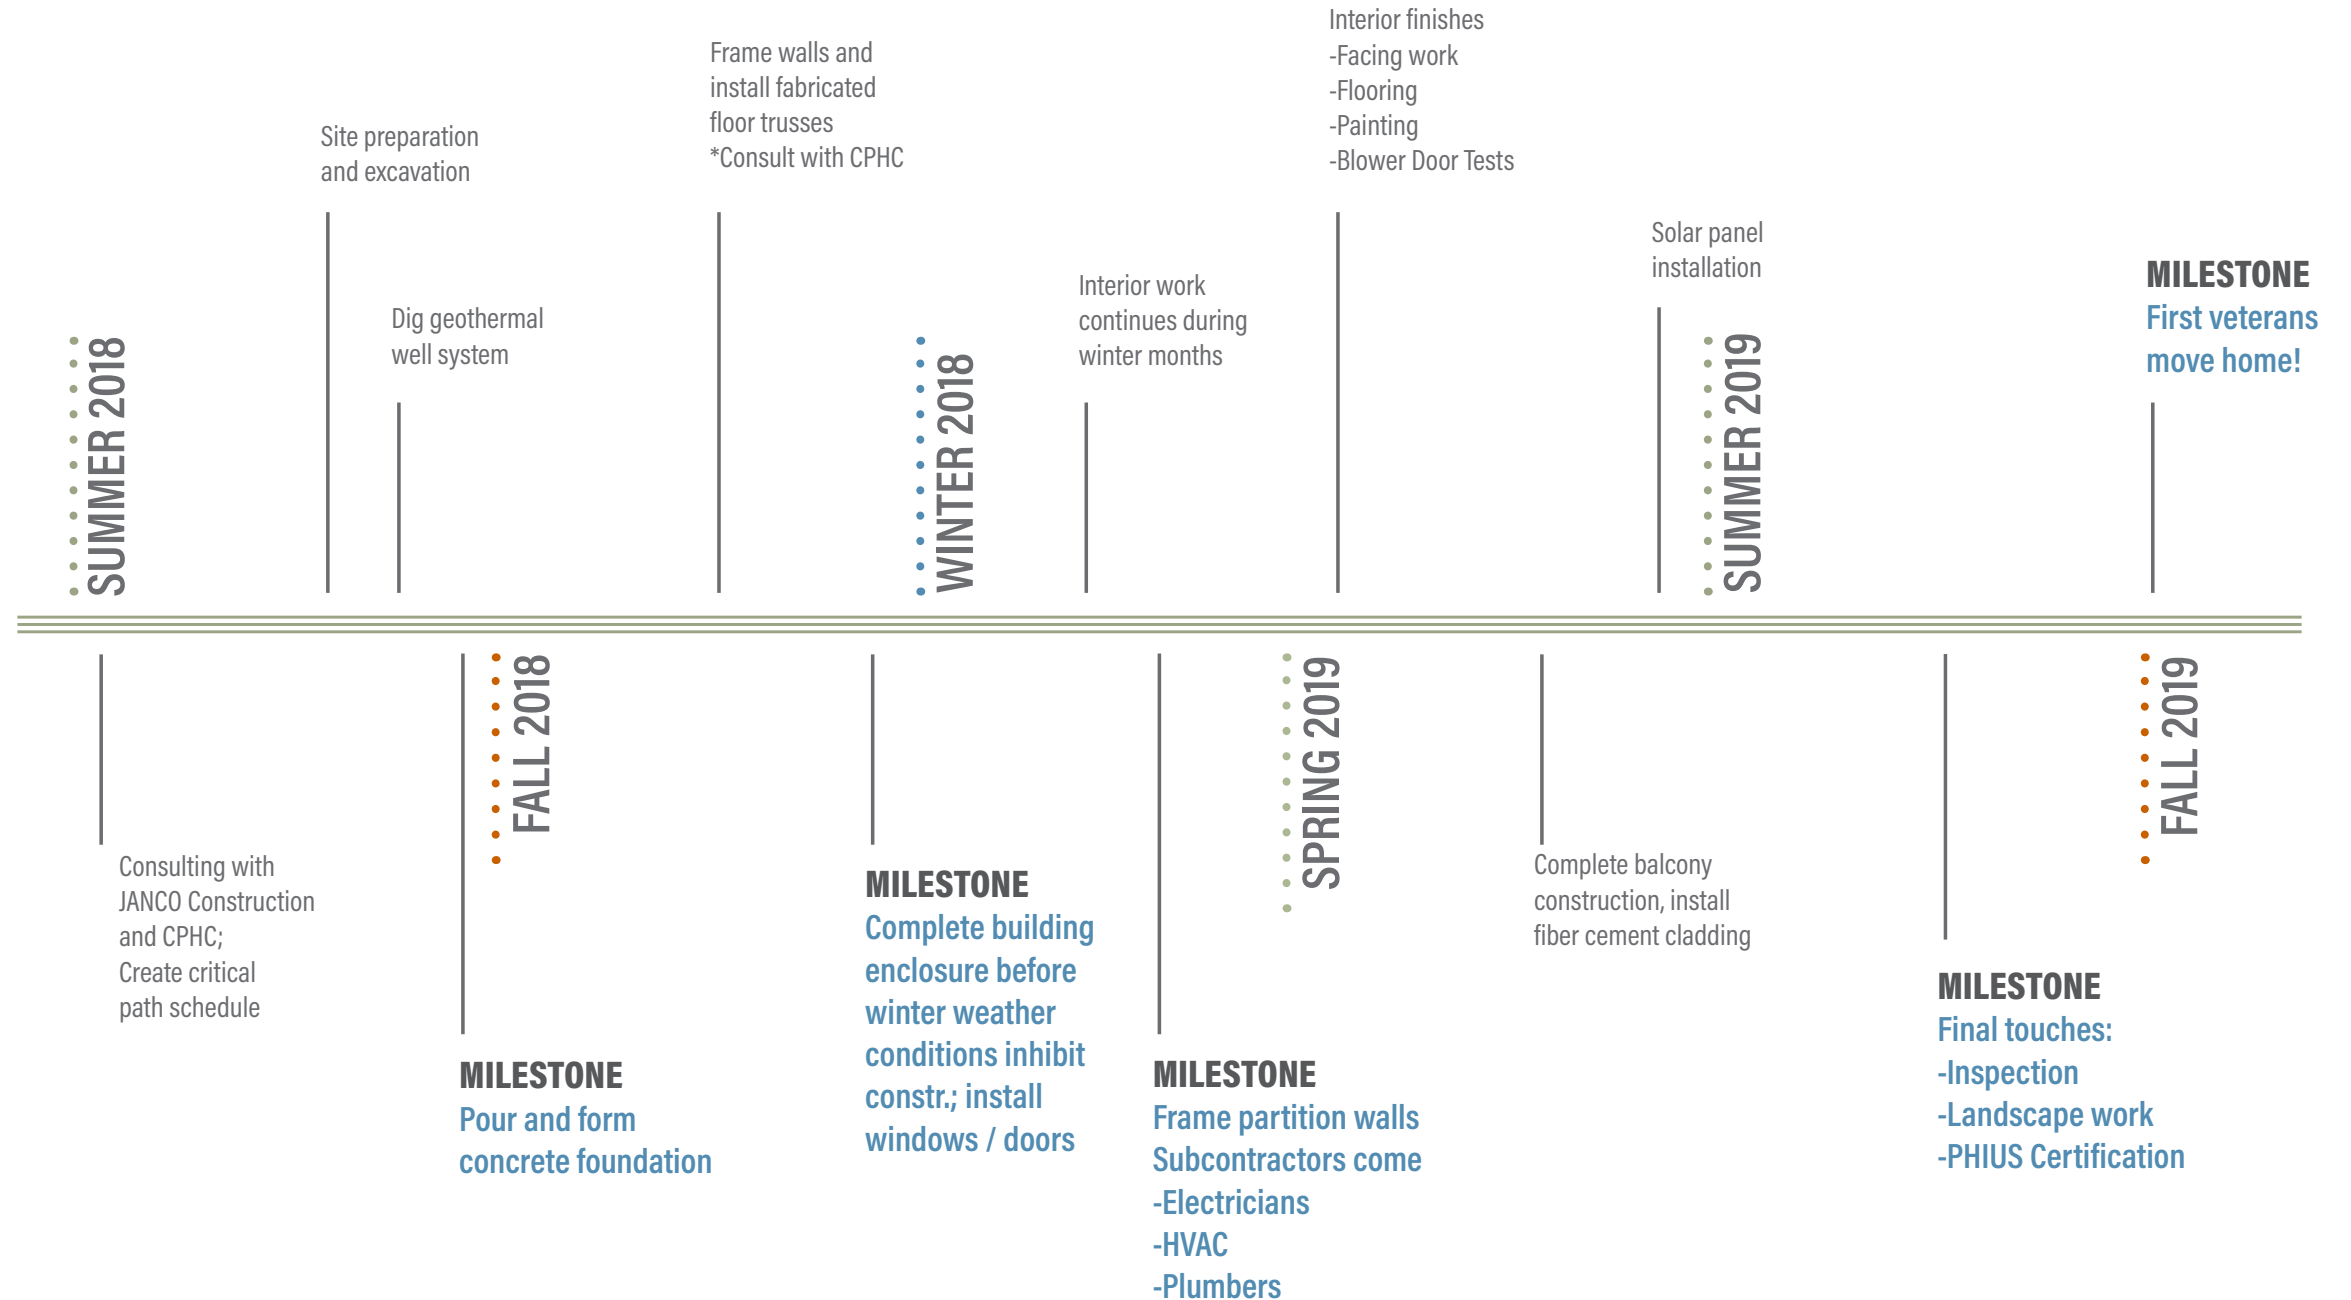 SUMMER 2018
Consulting with
JANCO Construction
and CPHC;
Create critical
path schedule
Site preparation
and excavation
Dig geothermal
well system
MILESTONE
Pour and form
concrete foundation
FALL 2018
Frame walls and
install fabricated
floor trusses
*Consult with CPHC
MILESTONE
Complete building
enclosure before
winter weather
conditions inhibit
constr.; install
windows / doors
WINTER 2018
Interior work
continues during
winter months
MILESTONE
Frame partition walls
Subcontractors come
-Electricians
-HVAC
-Plumbers
SPRING 2019
Interior finishes
-Facing work
-Flooring
-Painting
-Blower Door Tests
Complete balcony
construction, install
fiber cement cladding
Solar panel
installation
SUMMER 2019
MILESTONE
Final touches:
-Inspection
-Landscape work
-PHIUS Certification
FALL 2019
MILESTONE
First veterans
move home!